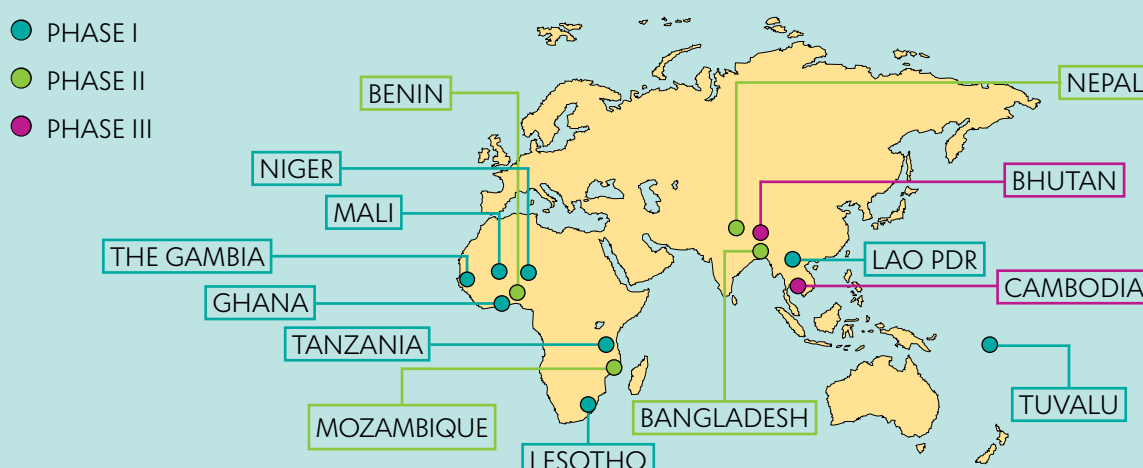 PHASE I
PHASE II
PHASE III
BENIN
NEPAL
NIGER
BHUTAN
MALI
THE GAMBIA
LAO PDR
GHANA
CAMBODIA
TANZANIA
TUVALU
MOZAMBIQUE
BANGLADESH
LESOTHO